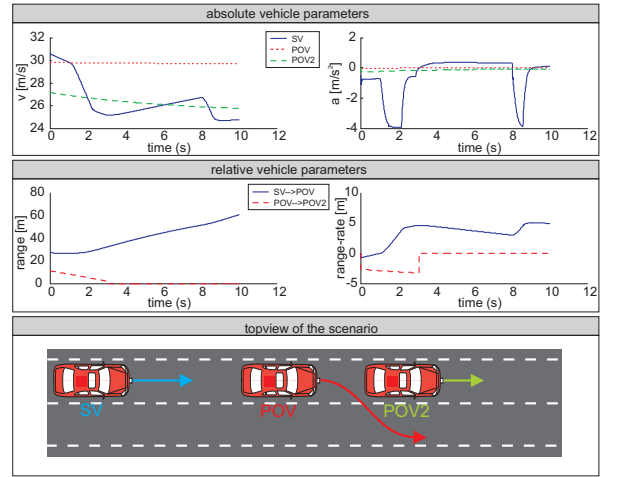 absolute vehicle parameters
32
30
28
26
24
v [m/s]
0 2 4 6 8 10 12
time (s)
SV
POV
POV2
2
0
-2
-4
a [m/s²]
0 2 4 6 8 10 12
time (s)
relative vehicle parameters
80
60
40
20
0
range [m]
0 2 4 6 8 10 12
time (s)
SV-->POV
POV-->POV2
10
5
0
-5
range-rate [m]
0 2 4 6 8 10 12
time (s)
topview of the scenario
SV POV POV2